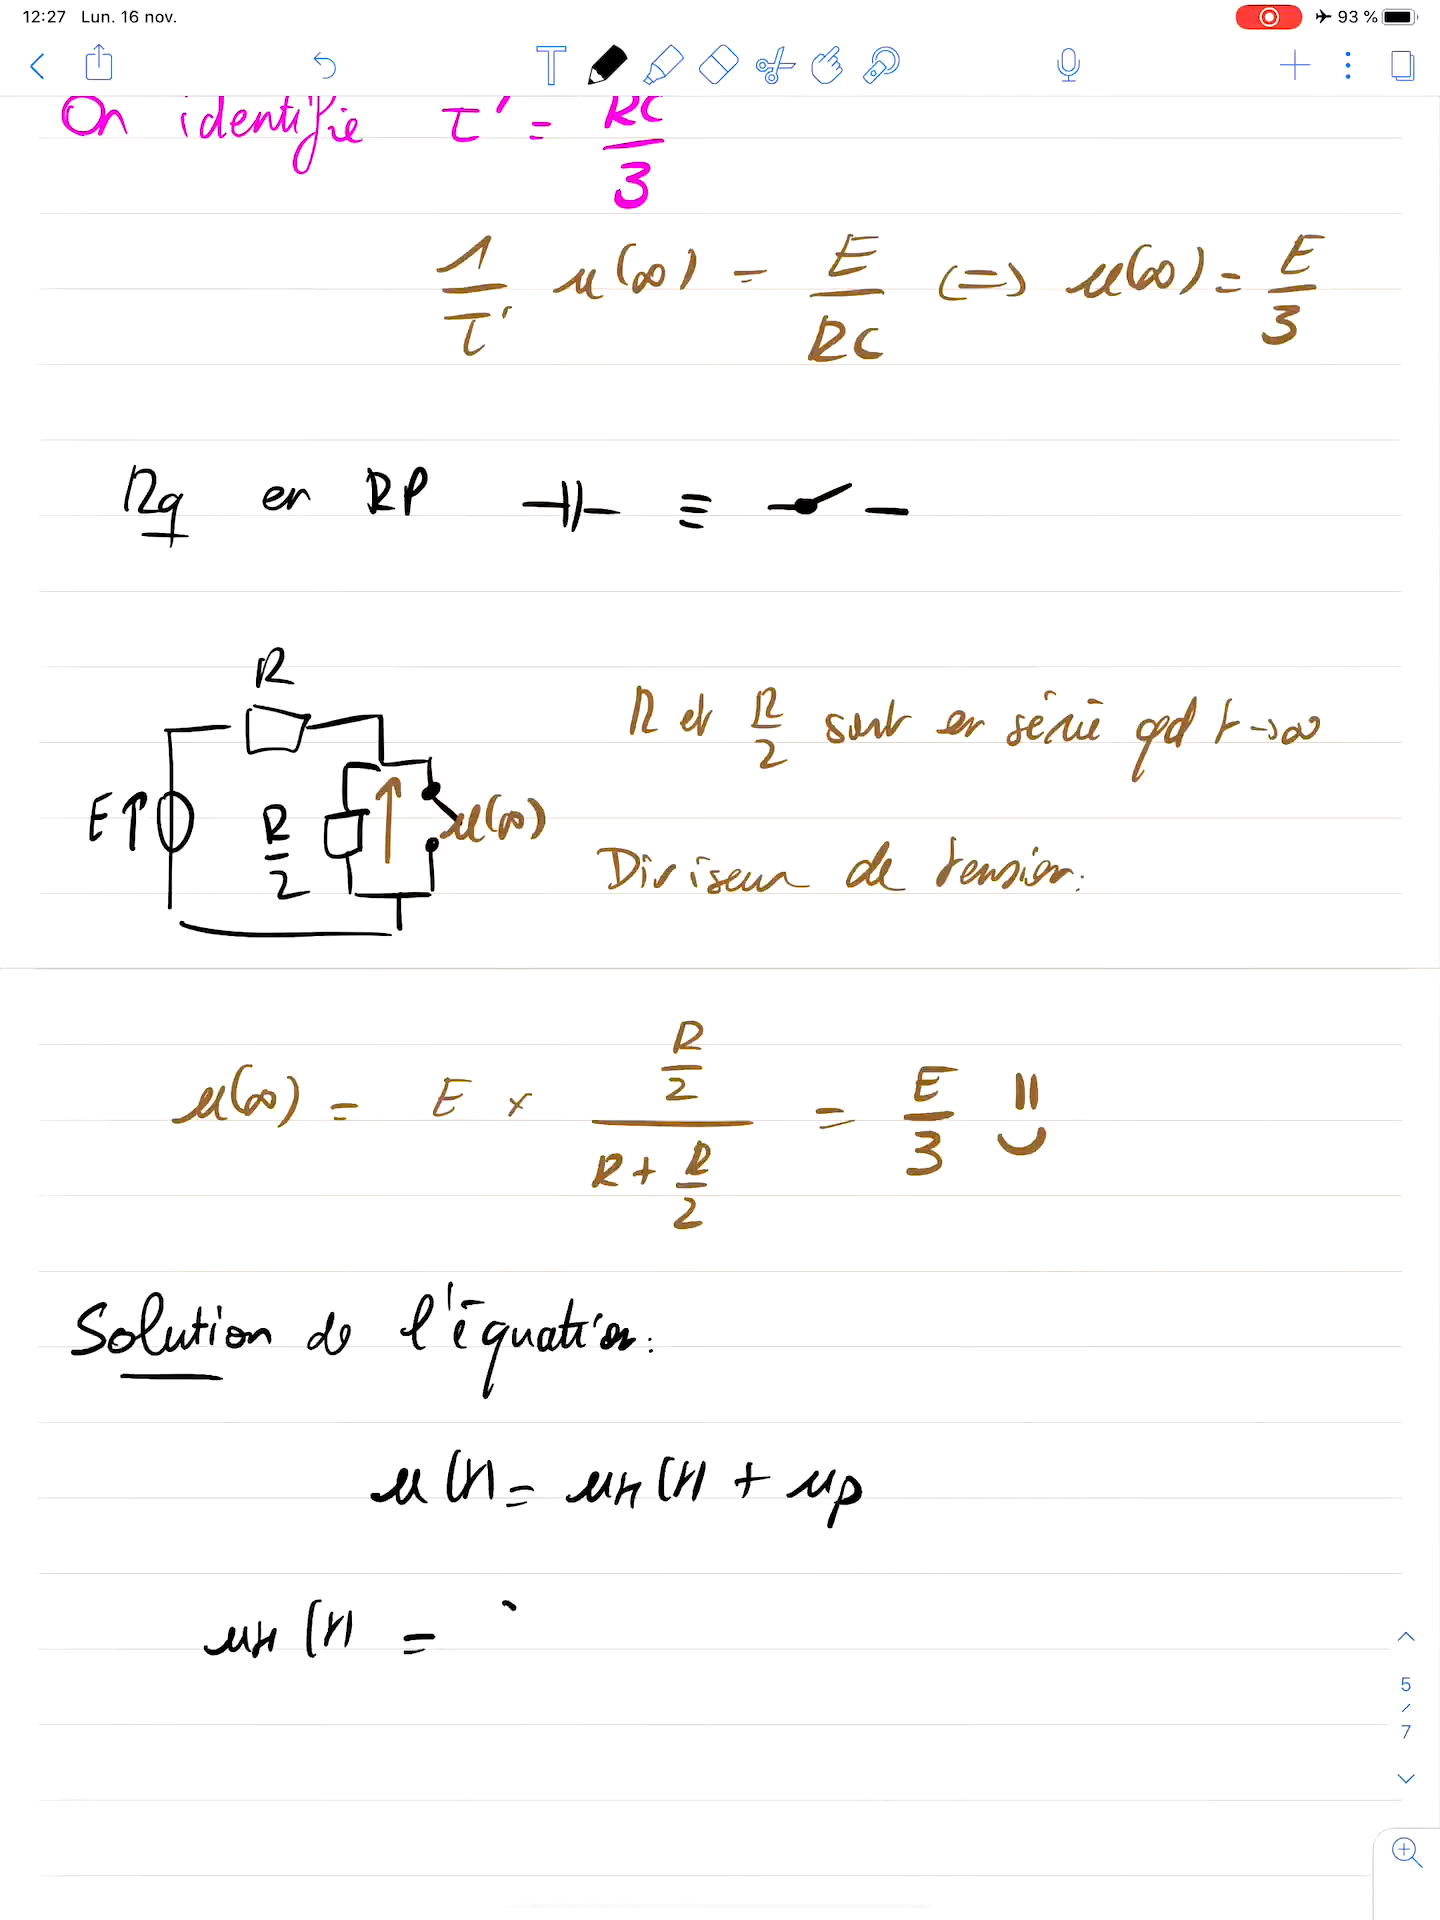 12:27 Lun. 16 nov. 93 %
T
On identifie τ' = RC/3
1/τ' u(∞) = E/RC (=) u(∞) = E/3
Rq en RP ≡
R
R et R/2 sont en série qd t→∞
E↑ R/2 u(∞)
Diviseur de tension:
u(∞) = E × (R/2)/(R + R/2) = E/3
Solution de l'équation:
u(t) = uH(t) + up
uH(t) =
5
/
7